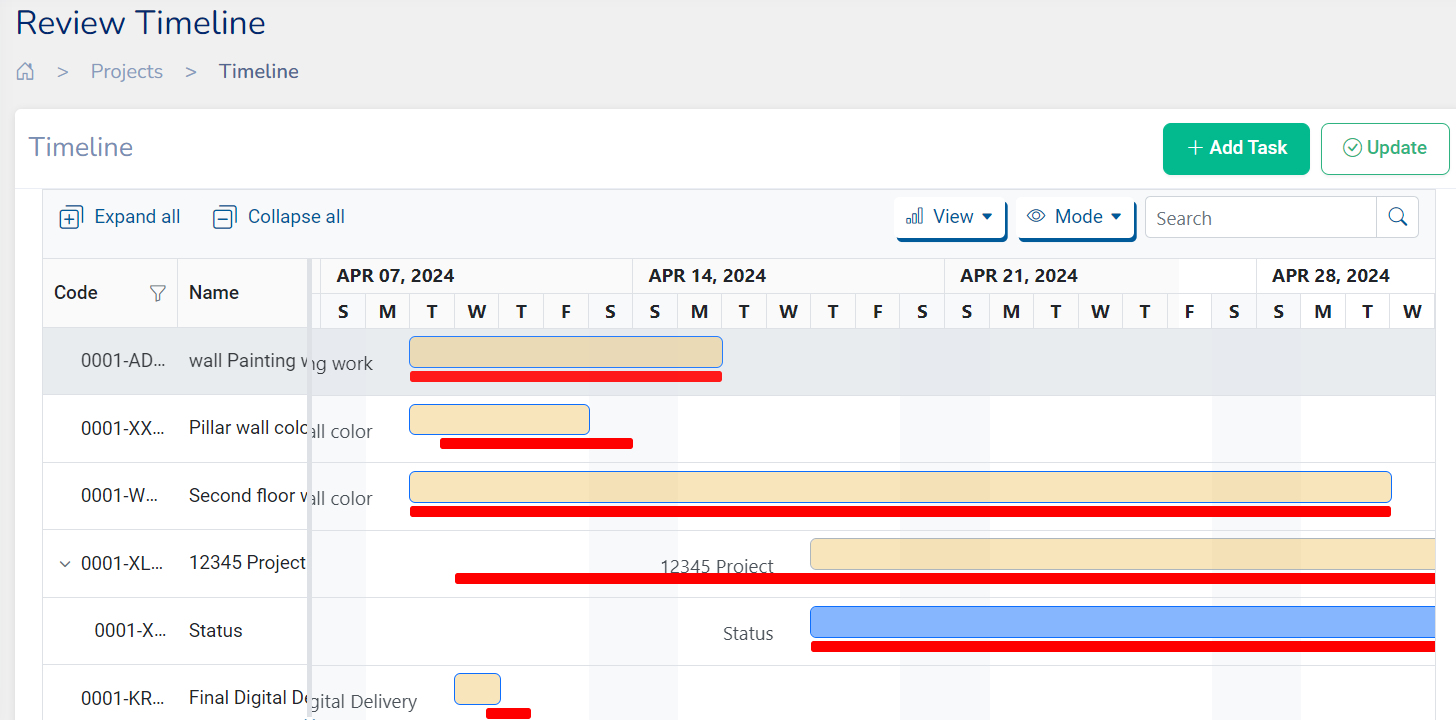 Review Timeline
> Projects > Timeline
Timeline
+ Add Task Update
Expand all Collapse all View Mode Search
Code Name APR 07, 2024 APR 14, 2024 APR 21, 2024 APR 28, 2024
S M T W T F S S M T W T F S S M T W T F S S M T W
0001-AD... wall Painting w ng work
0001-XX... Pillar wall colo all color
0001-W... Second floor w all color
0001-XL... 12345 Project 12345 Project
0001-X... Status Status
0001-KR... Final Digital De gital Delivery